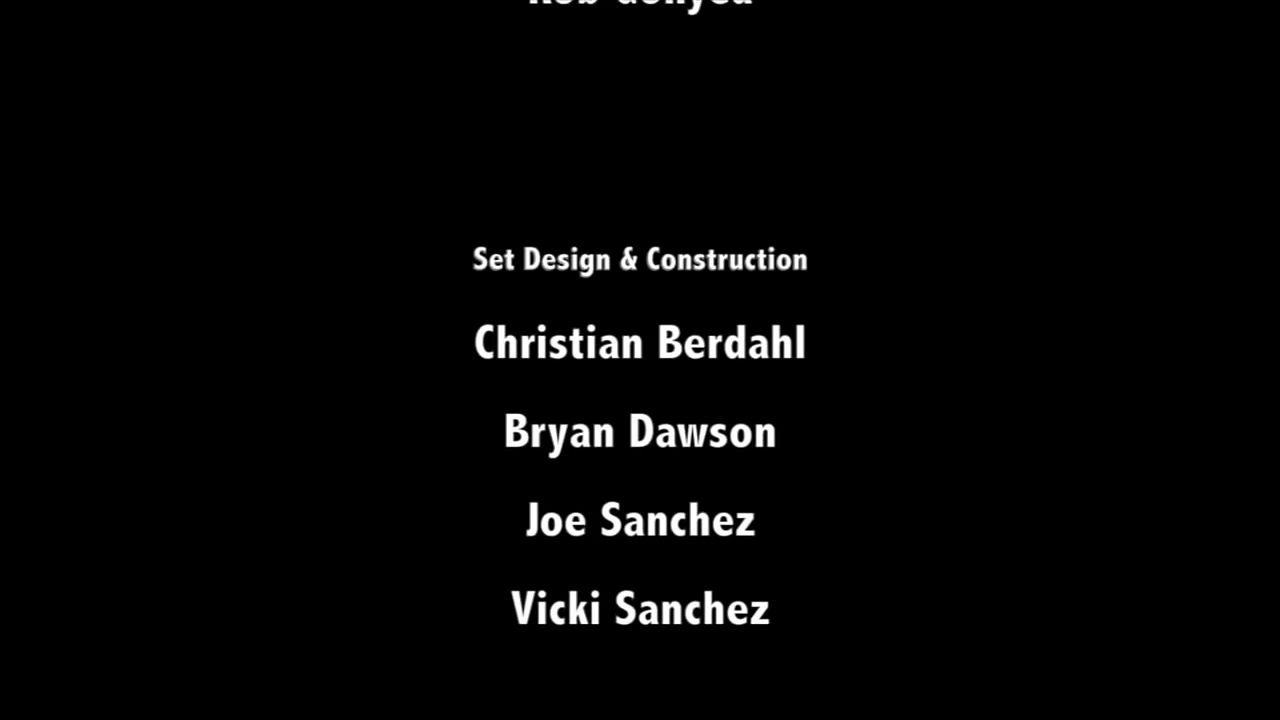 Set Design & Construction
Christian Berdahl
Bryan Dawson
Joe Sanchez
Vicki Sanchez